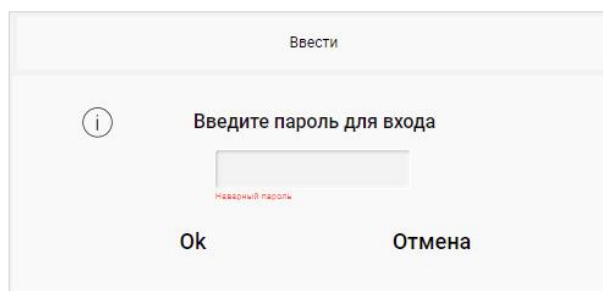 Ввести
Введите пароль для входа
Неверный пароль
Ok
Отмена